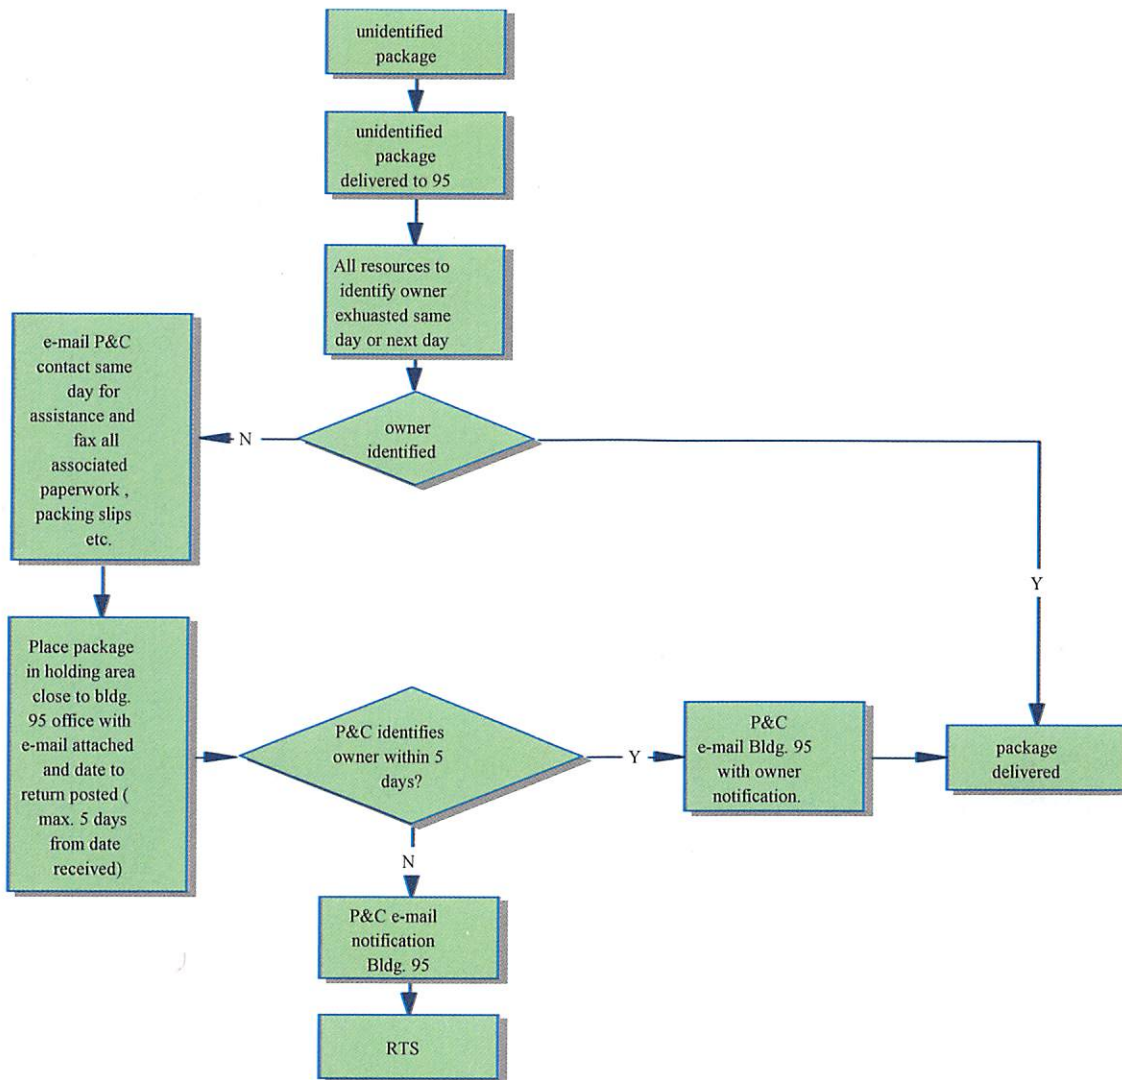 unidentified
package
unidentified
package
delivered to 95
All resources to
identify owner
exhuasted same
day or next day
owner
identified
N
Y
e-mail P&C
contact same
day for
assistance and
fax all
associated
paperwork ,
packing slips
etc.
Place package
in holding area
close to bldg.
95 office with
e-mail attached
and date to
return posted (
max. 5 days
from date
received)
P&C identifies
owner within 5
days?
Y
P&C
e-mail Bldg. 95
with owner
notification.
package
delivered
N
P&C e-mail
notification
Bldg. 95
RTS